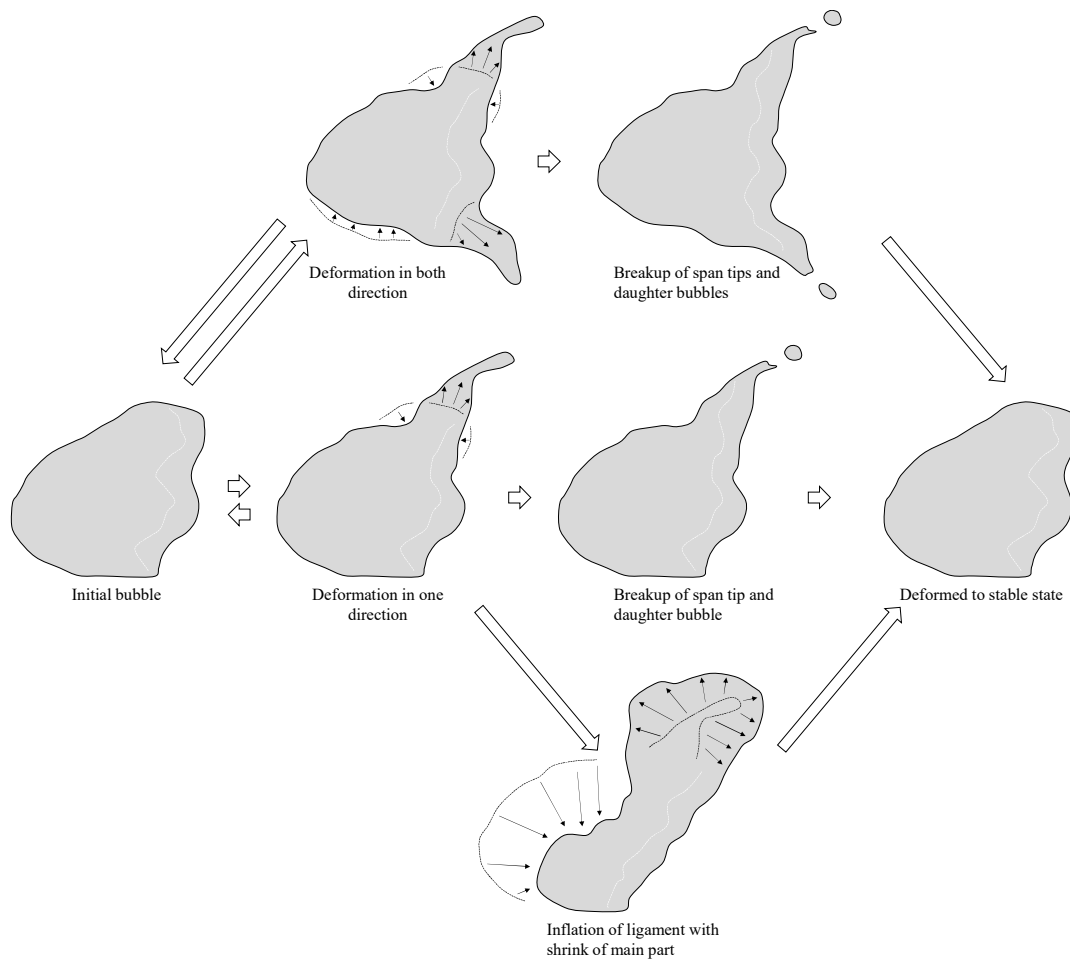 Deformation in both
direction
Breakup of span tips and
daughter bubbles
Initial bubble
Deformation in one
direction
Breakup of span tip and
daughter bubble
Deformed to stable state
Inflation of ligament with
shrink of main part